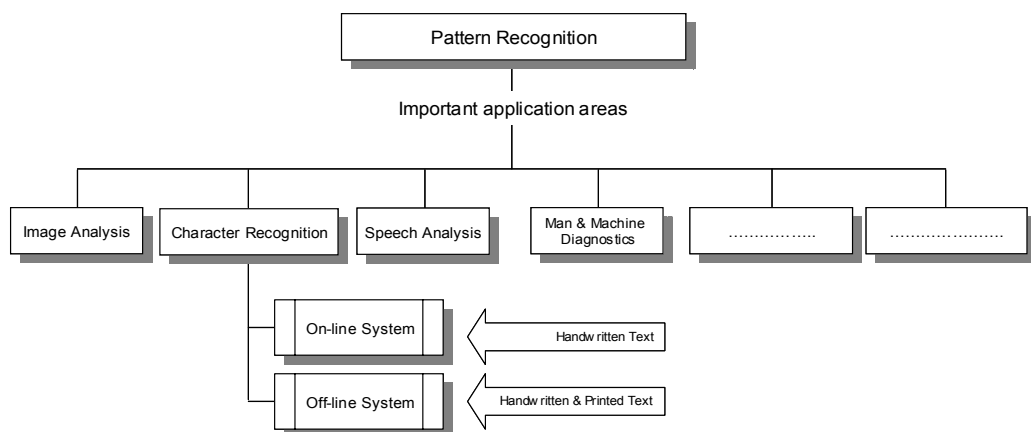 Pattern Recognition
Important application areas
Image Analysis
Character Recognition
Speech Analysis
Man & Machine
Diagnostics
……………..
…………………
On-line System
Handwritten Text
Off-line System
Handwritten & Printed Text